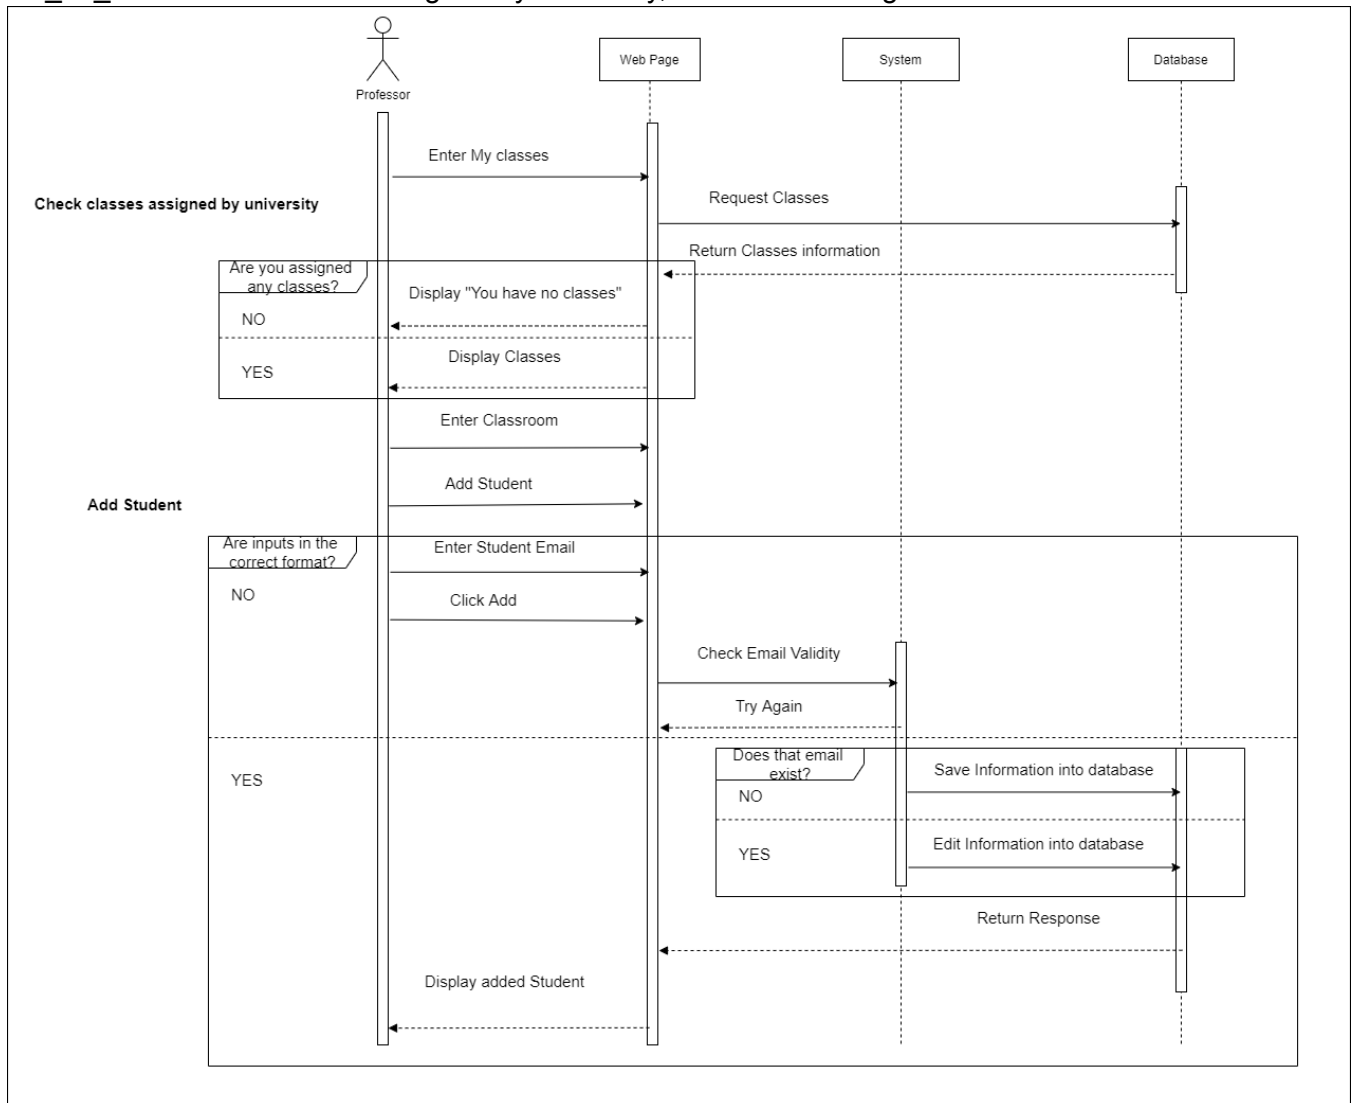 Professor
Web Page
System
Database
Enter My classes
Check classes assigned by university
Request Classes
Return Classes information
Are you assigned
any classes?
Display "You have no classes"
NO
Display Classes
YES
Enter Classroom
Add Student
Add Student
Are inputs in the
correct format?
Enter Student Email
NO
Click Add
Check Email Validity
Try Again
YES
Does that email
exist?
Save Information into database
NO
Edit Information into database
YES
Return Response
Display added Student